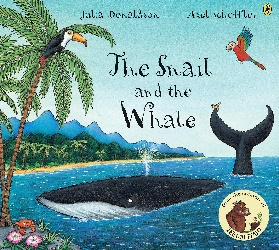 Julia Donaldson Axel Scheffler
The Snail
and the
Whale